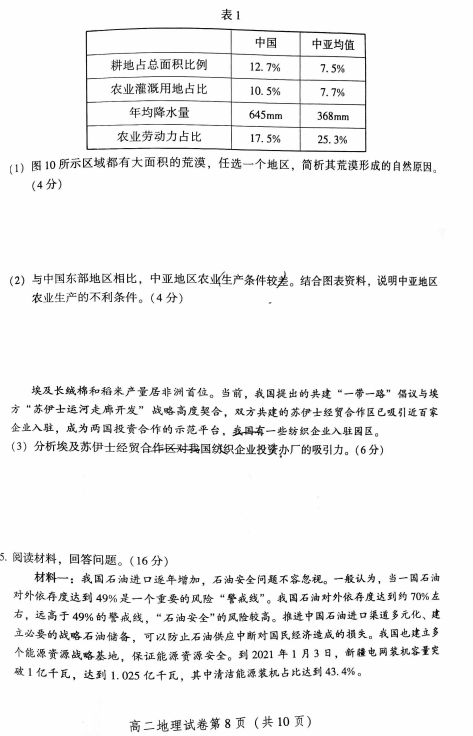 表1
中国 中亚均值
耕地占总面积比例 12.7% 7.5%
农业灌溉用地占比 10.5% 7.7%
年均降水量 645mm 368mm
农业劳动力占比 17.5% 25.3%
(1) 图10所示区域都有大面积的荒漠，任选一个地区，简析其荒漠形成的自然原因。
(4分)
(2) 与中国东部地区相比，中亚地区农业生产条件较差。结合图表资料，说明中亚地区
农业生产的不利条件。(4分)
埃及长绒棉和稻米产量居非洲首位。当前，我国提出的共建“一带一路”倡议与埃
方“苏伊士运河走廊开发”战略高度契合，双方共建的苏伊士经贸合作区已吸引近百家
企业入驻，成为两国投资合作的示范平台，我国有一些纺织企业入驻园区。
(3) 分析埃及苏伊士经贸合作区对我国纺织企业投资办厂的吸引力。(6分)
5. 阅读材料，回答问题。(16分)
材料一：我国石油进口逐年增加，石油安全问题不容忽视。一般认为，当一国石油
对外依存度达到49%是一个重要的风险“警戒线”。我国石油对外依存度达到约70%左
右，远高于49%的警戒线，“石油安全”的风险较高。推进中国石油进口渠道多元化、建
立必要的战略石油储备，可以防止石油供应中断对国民经济造成的损失。我国也建立多
个能源资源战略基地，保证能源资源安全。到2021年1月3日，新疆电网装机容量突
破1亿千瓦，达到1.025亿千瓦，其中清洁能源装机占比达到43.4%。
高二地理试卷第8页（共10页）